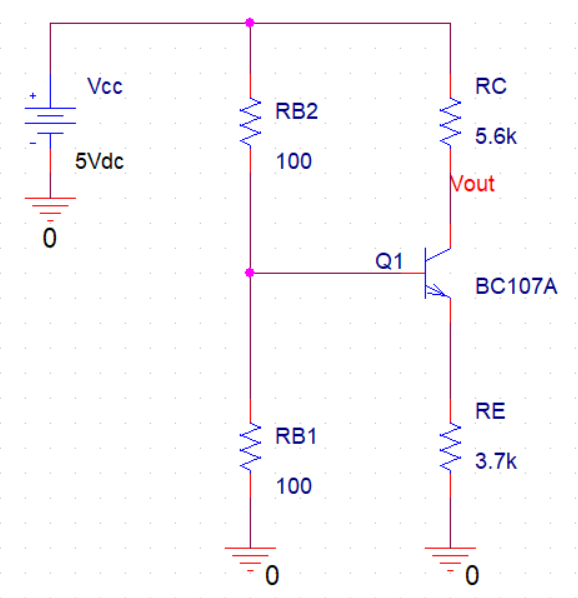 +
Vcc
-
5Vdc
0
RB2
100
RC
5.6k
Vout
Q1
BC107A
RB1
100
RE
3.7k
0
0